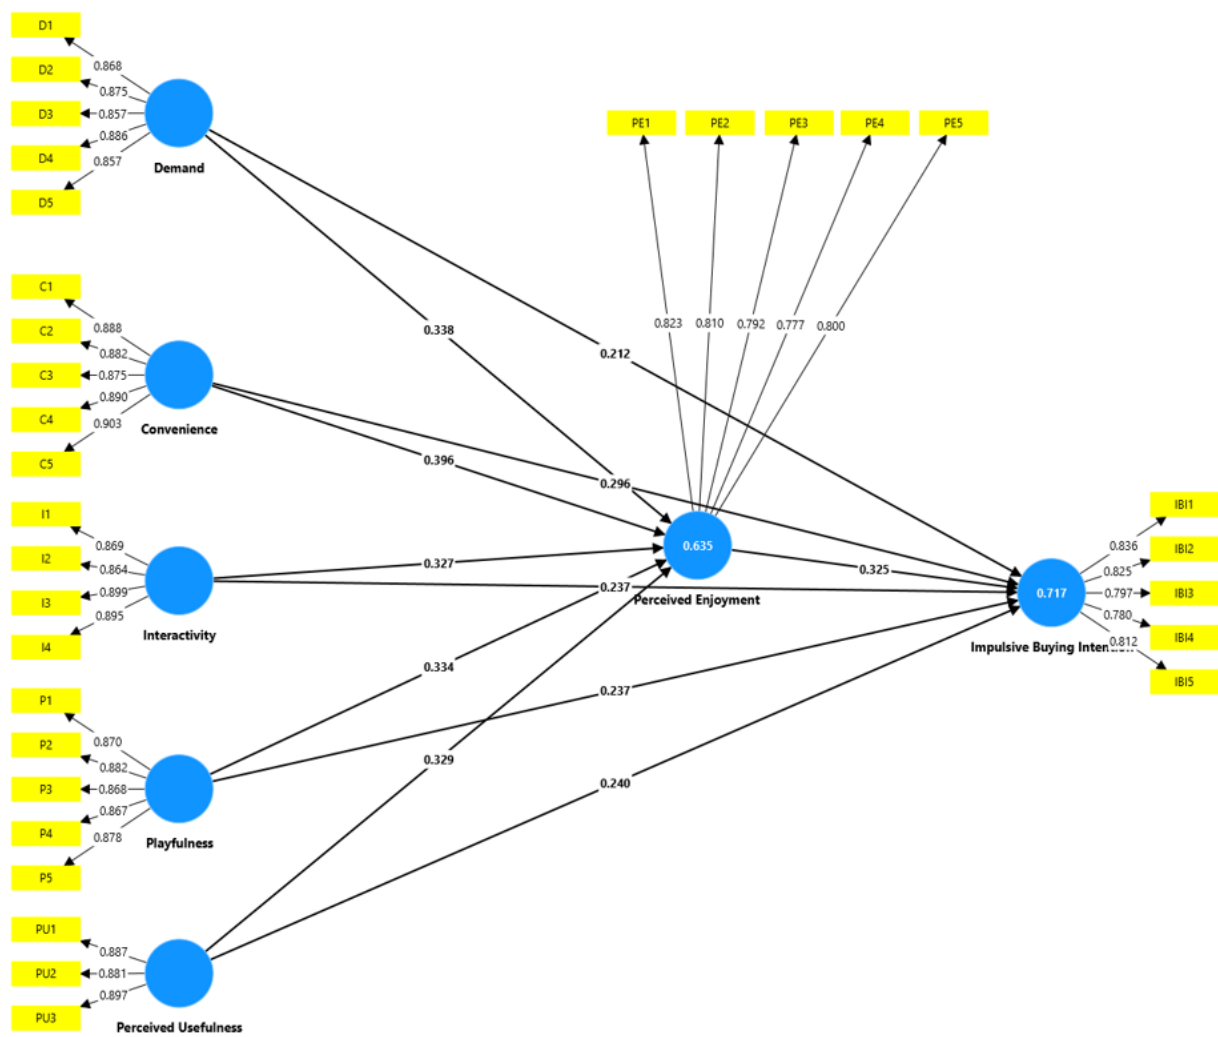 D1
0.868
D2
0.875
D3
0.857
D4
0.886
0.857
D5
Demand
PE1
PE2
PE3
PE4
PE5
0.823
0.810
0.792
0.777
0.800
0.338
0.212
C1
0.888
C2
0.882
C3
0.875
C4
0.890
0.903
C5
Convenience
0.396
0.296
I1
0.869
I2
0.864
I3
0.899
0.895
I4
Interactivity
0.327
0.237
0.635
Perceived Enjoyment
0.325
0.717
Impulsive Buying
IBI1
0.836
IBI2
0.825
IBI3
0.797
0.780
IBI4
0.812
IBI5
P1
0.870
P2
0.882
P3
0.868
P4
0.867
0.878
P5
Playfulness
0.334
0.237
0.329
0.240
PU1
0.887
PU2
0.881
0.897
PU3
Perceived Usefulness